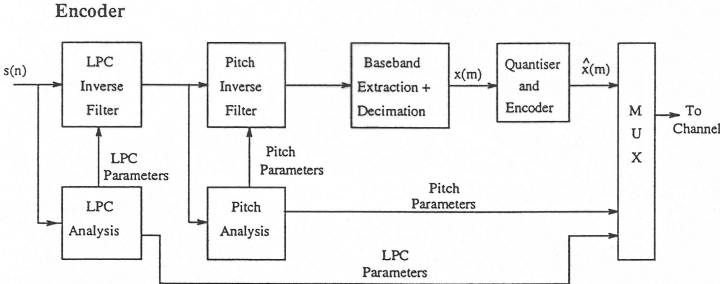 Encoder
s(n)
LPC
Inverse
Filter
Pitch
Inverse
Filter
Baseband
Extraction +
Decimation
x(m)
Quantiser
and
Encoder
x̂(m)
M
U
X
To
Channel
LPC
Parameters
Pitch
Parameters
LPC
Analysis
Pitch
Analysis
Pitch
Parameters
LPC
Parameters